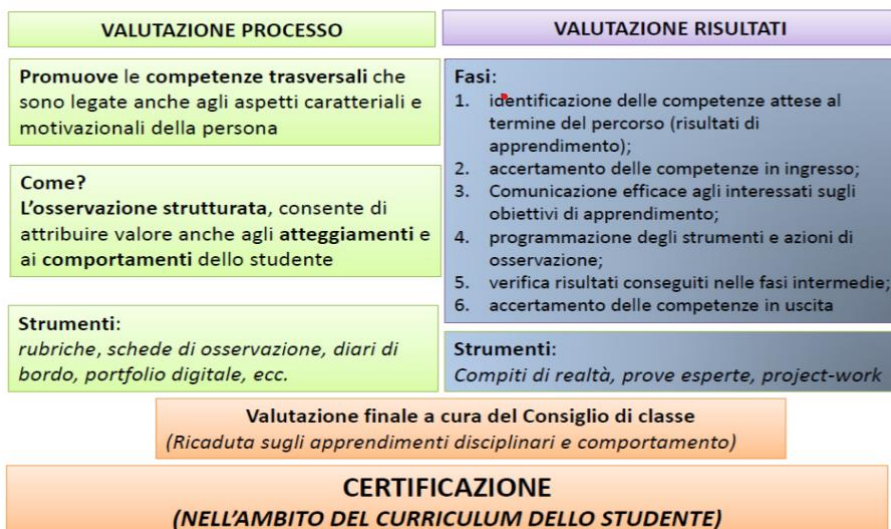 VALUTAZIONE PROCESSO
Promuove le competenze trasversali che
sono legate anche agli aspetti caratteriali e
motivazionali della persona
Come?
L'osservazione strutturata, consente di
attribuire valore anche agli atteggiamenti e
ai comportamenti dello studente
Strumenti:
rubriche, schede di osservazione, diari di
bordo, portfolio digitale, ecc.
VALUTAZIONE RISULTATI
Fasi:
1. identificazione delle competenze attese al
termine del percorso (risultati di
apprendimento);
2. accertamento delle competenze in ingresso;
3. Comunicazione efficace agli interessati sugli
obiettivi di apprendimento;
4. programmazione degli strumenti e azioni di
osservazione;
5. verifica risultati conseguiti nelle fasi intermedie;
6. accertamento delle competenze in uscita
Strumenti:
Compiti di realtà, prove esperte, project-work
Valutazione finale a cura del Consiglio di classe
(Ricaduta sugli apprendimenti disciplinari e comportamento)
CERTIFICAZIONE
(NELL'AMBITO DEL CURRICULUM DELLO STUDENTE)